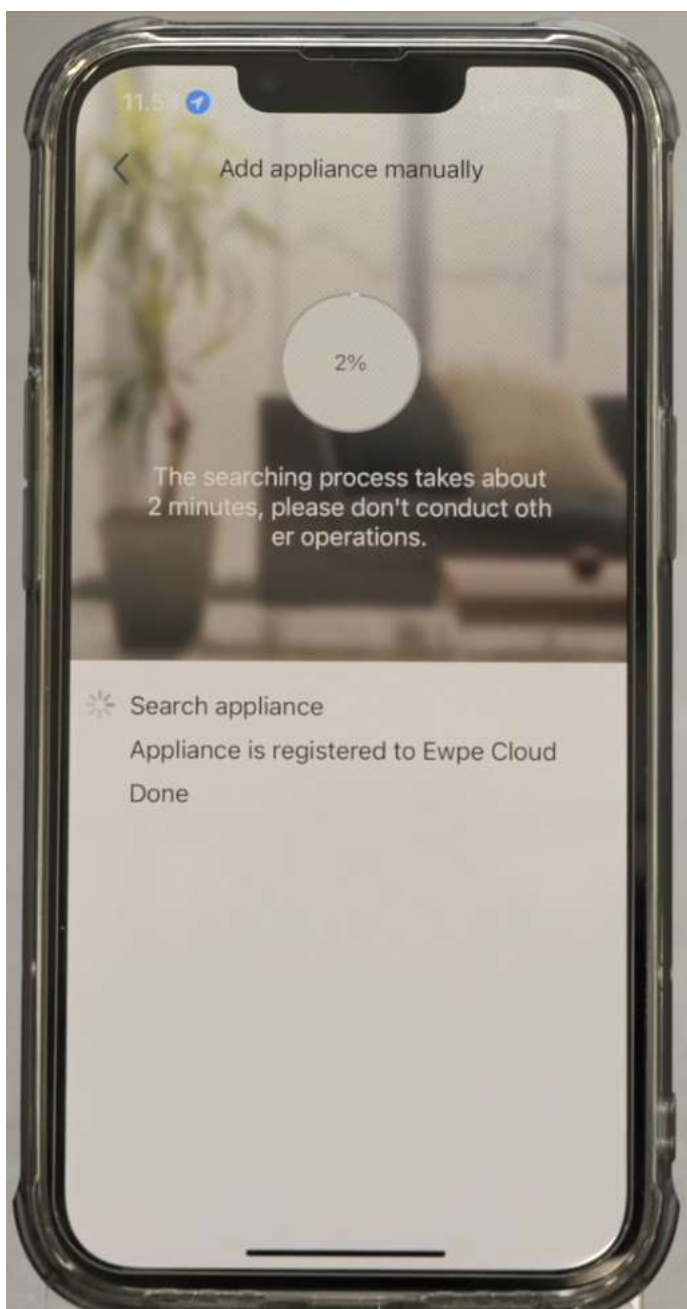 Add appliance manually
2%
The searching process takes about
2 minutes, please don't conduct oth
er operations.
Search appliance
Appliance is registered to Ewpe Cloud
Done